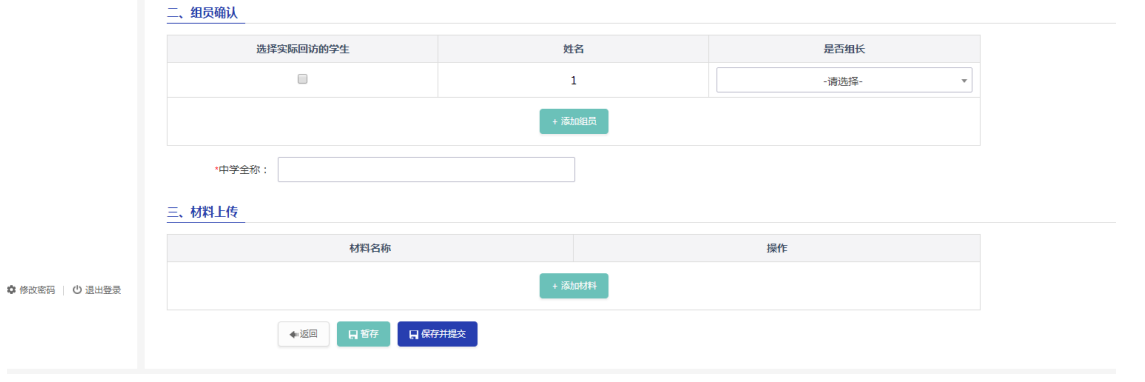 二、组员确认
选择实际回访的学生 姓名 是否组长
1 -请选择-
+ 添加组员
*中学全称：
三、材料上传
材料名称 操作
+ 添加材料
修改密码 | 退出登录
返回 暂存 保存并提交